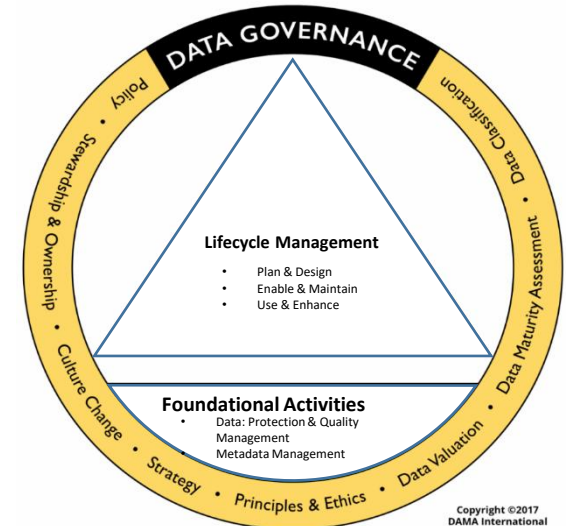 DATA GOVERNANCE
Policy • Stewardship & Ownership • Culture Change • Strategy • Principles & Ethics • Data Valuation • Data Maturity Assessment • Data Classification
Lifecycle Management
• Plan & Design
• Enable & Maintain
• Use & Enhance
Foundational Activities
• Data: Protection & Quality
Management
• Metadata Management
Copyright ©2017
DAMA International